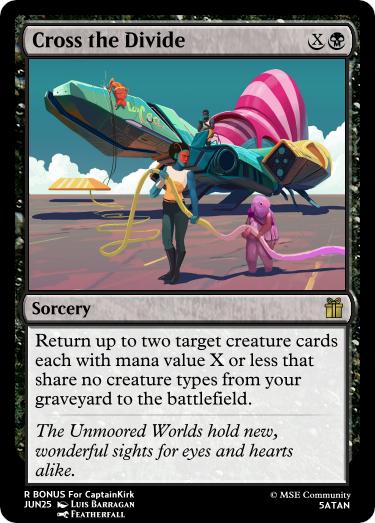 Cross the Divide X
Sorcery
Return up to two target creature cards
each with mana value X or less that
share no creature types from your
graveyard to the battlefield.
The Unmoored Worlds hold new,
wonderful sights for eyes and hearts
alike.
R BONUS For CaptainKirk © MSE Community
JUN25 Luis Barragan 5ATAN
Featherfall